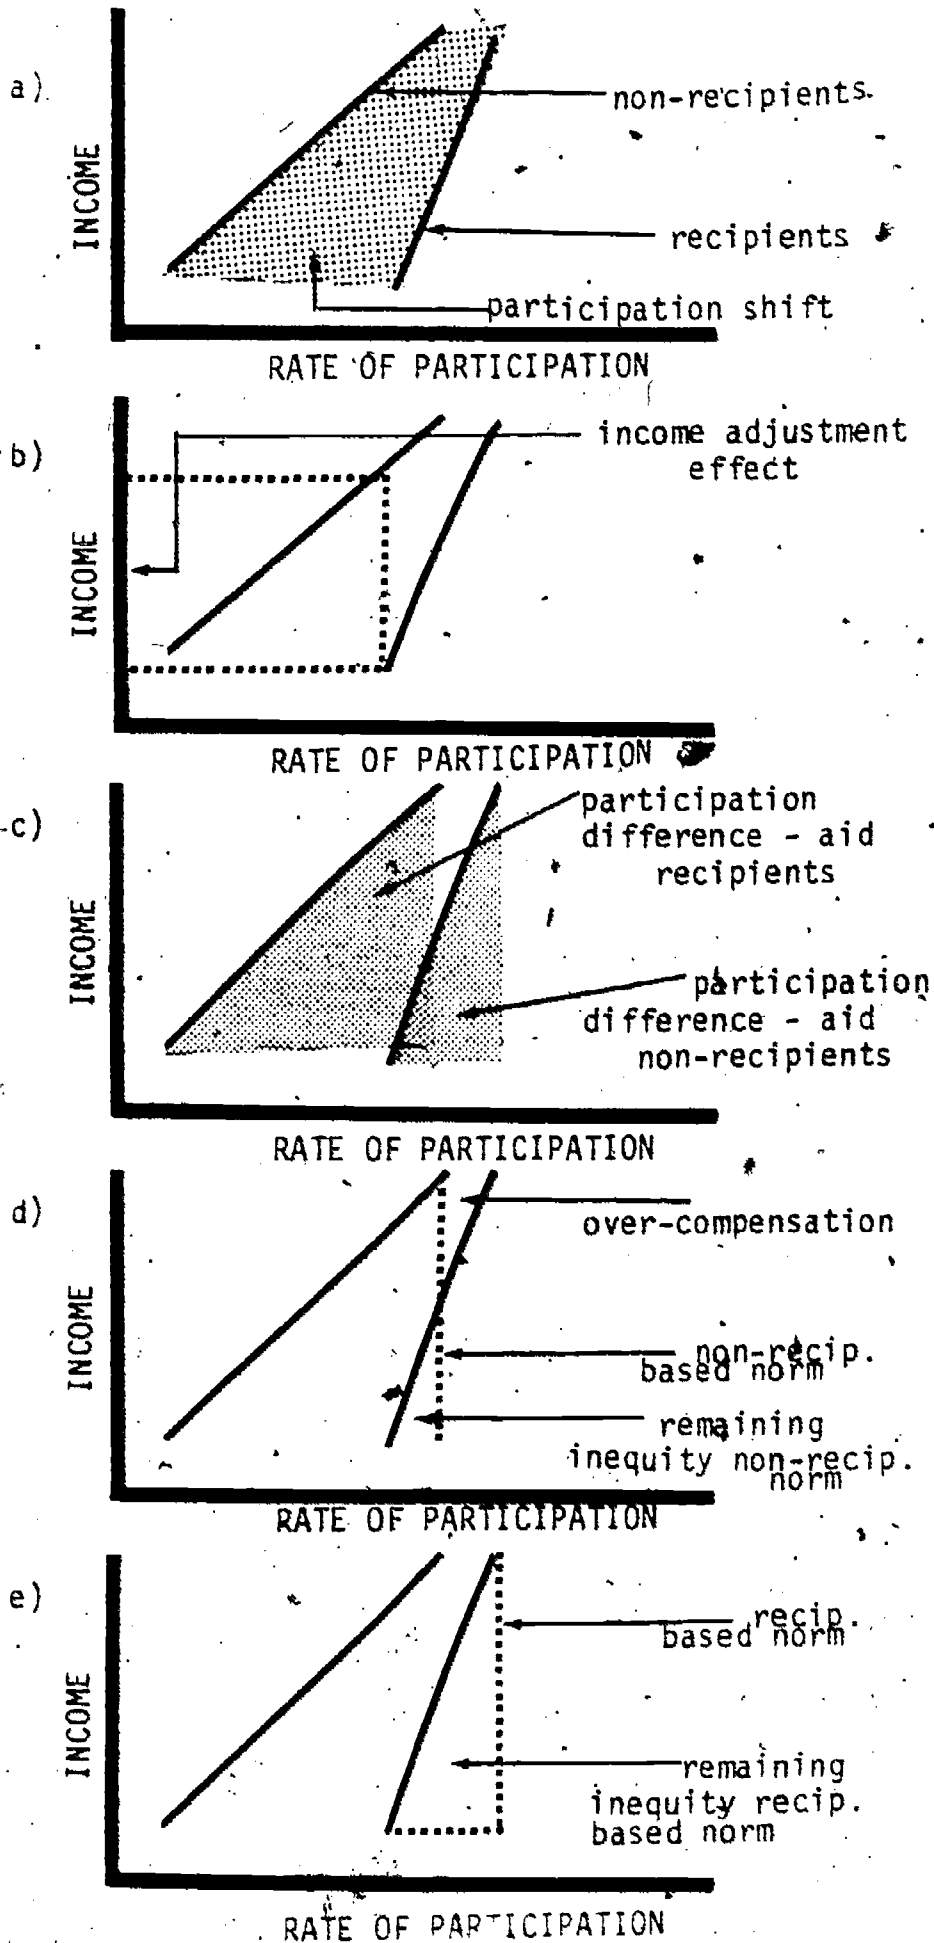 a)
non-recipients
INCOME
recipients
participation shift
RATE OF PARTICIPATION
b)
income adjustment
effect
INCOME
RATE OF PARTICIPATION
c)
participation
difference - aid
recipients
INCOME
participation
difference - aid
non-recipients
RATE OF PARTICIPATION
d)
over-compensation
INCOME
non-recip.
based norm
remaining
inequity non-recip.
norm
RATE OF PARTICIPATION
e)
recip.
based norm
INCOME
remaining
inequity recip.
based norm
RATE OF PARTICIPATION